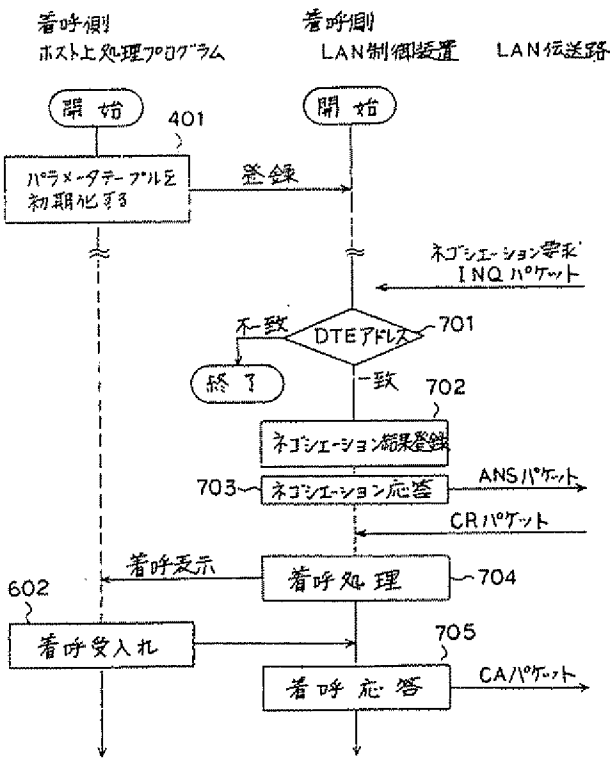 着呼側
ホスト上処理プログラム
着呼側
LAN制御装置
LAN伝送路
開始
開始
401
パラメータテーブルを
初期化する
登録
ネゴシエーション要求
INQパケット
不一致
DTEアドレス
701
終了
一致
702
ネゴシエーション結果登録
703
ネゴシエーション応答
ANSパケット
CRパケット
着呼表示
着呼処理
704
602
着呼受入れ
705
着呼応答
CAパケット